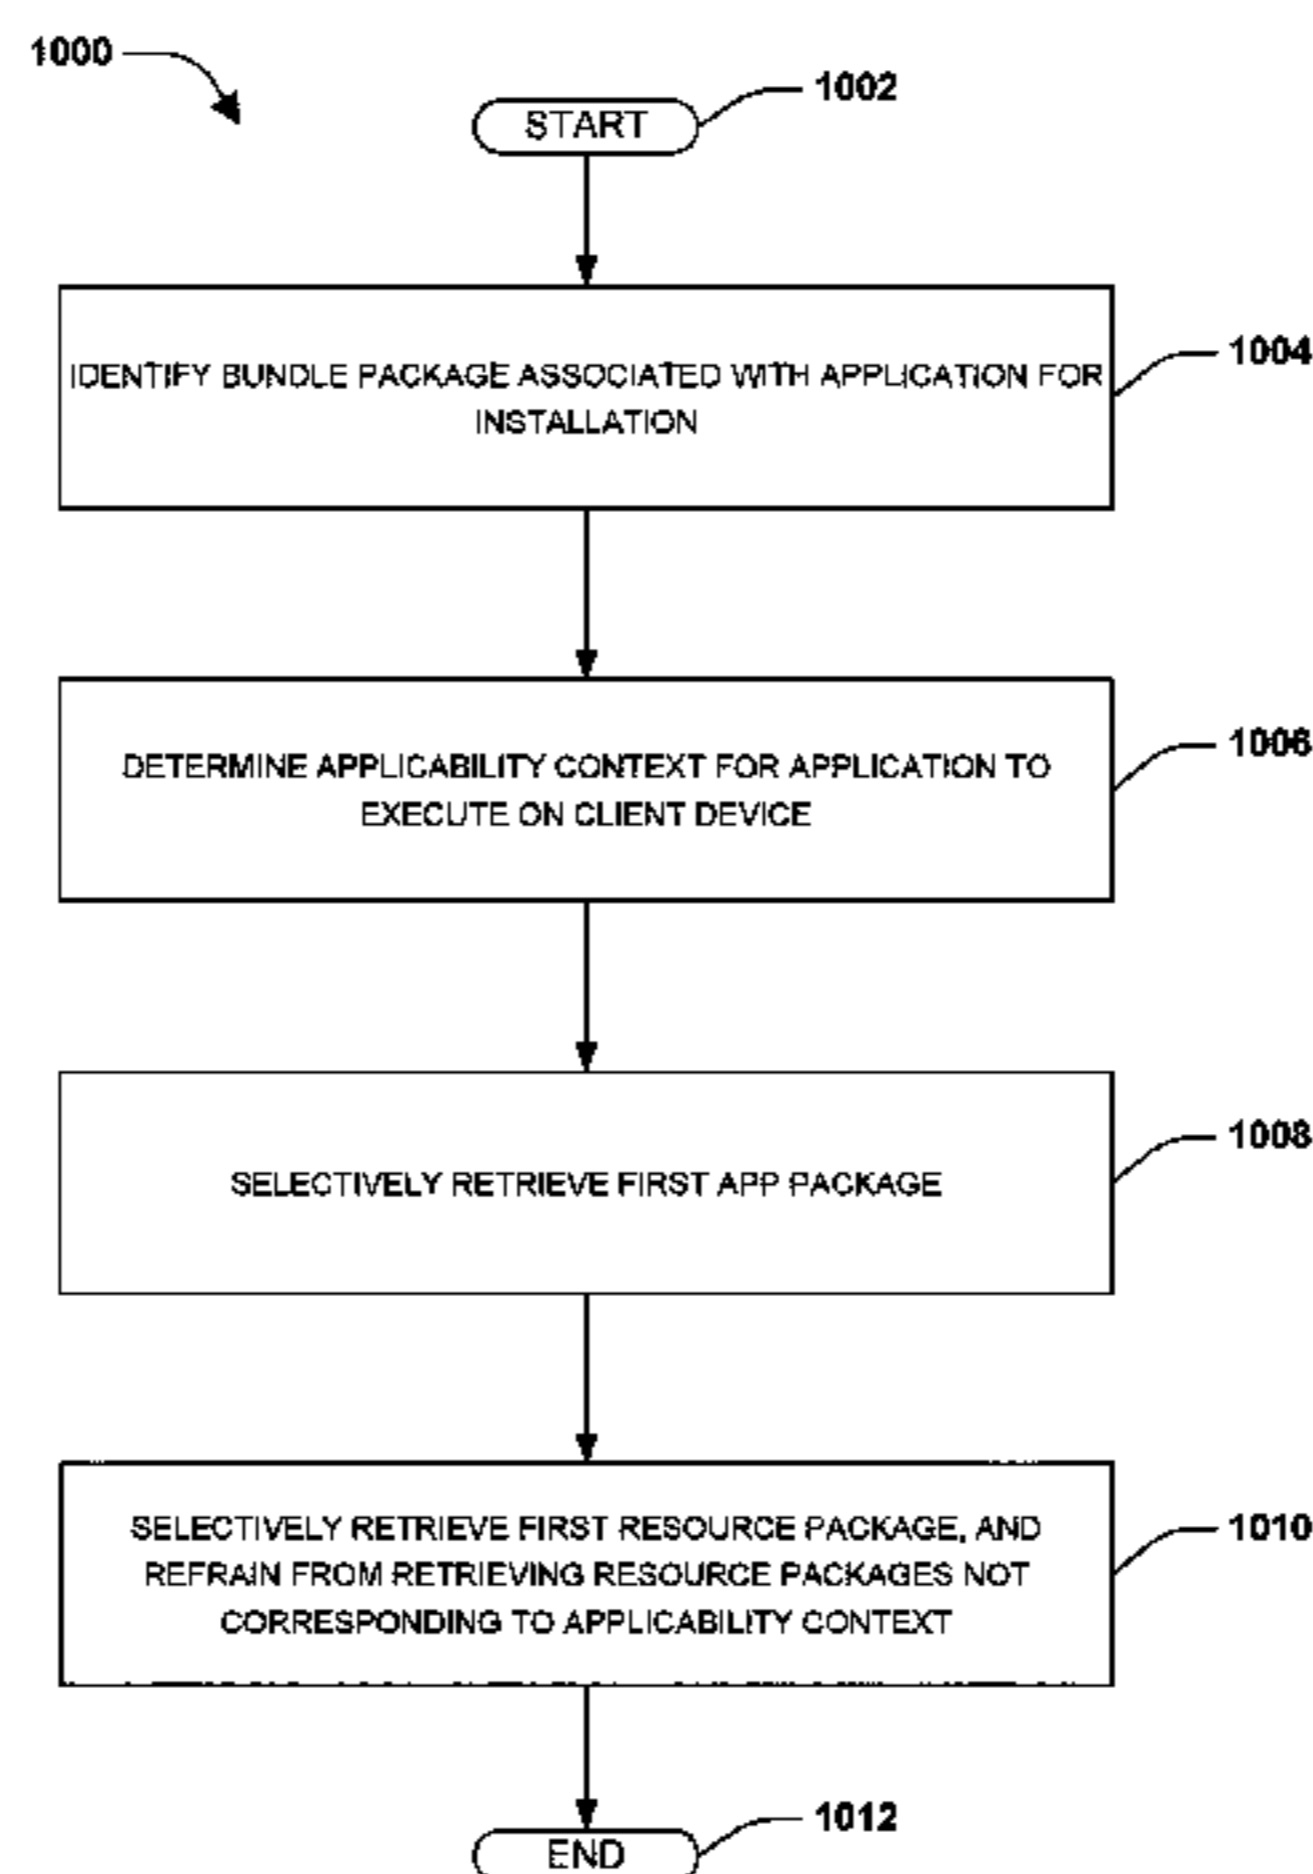 1000
1002
START
1004
IDENTIFY BUNDLE PACKAGE ASSOCIATED WITH APPLICATION FOR
INSTALLATION
1006
DETERMINE APPLICABILITY CONTEXT FOR APPLICATION TO
EXECUTE ON CLIENT DEVICE
1008
SELECTIVELY RETRIEVE FIRST APP PACKAGE
1010
SELECTIVELY RETRIEVE FIRST RESOURCE PACKAGE, AND
REFRAIN FROM RETRIEVING RESOURCE PACKAGES NOT
CORRESPONDING TO APPLICABILITY CONTEXT
1012
END